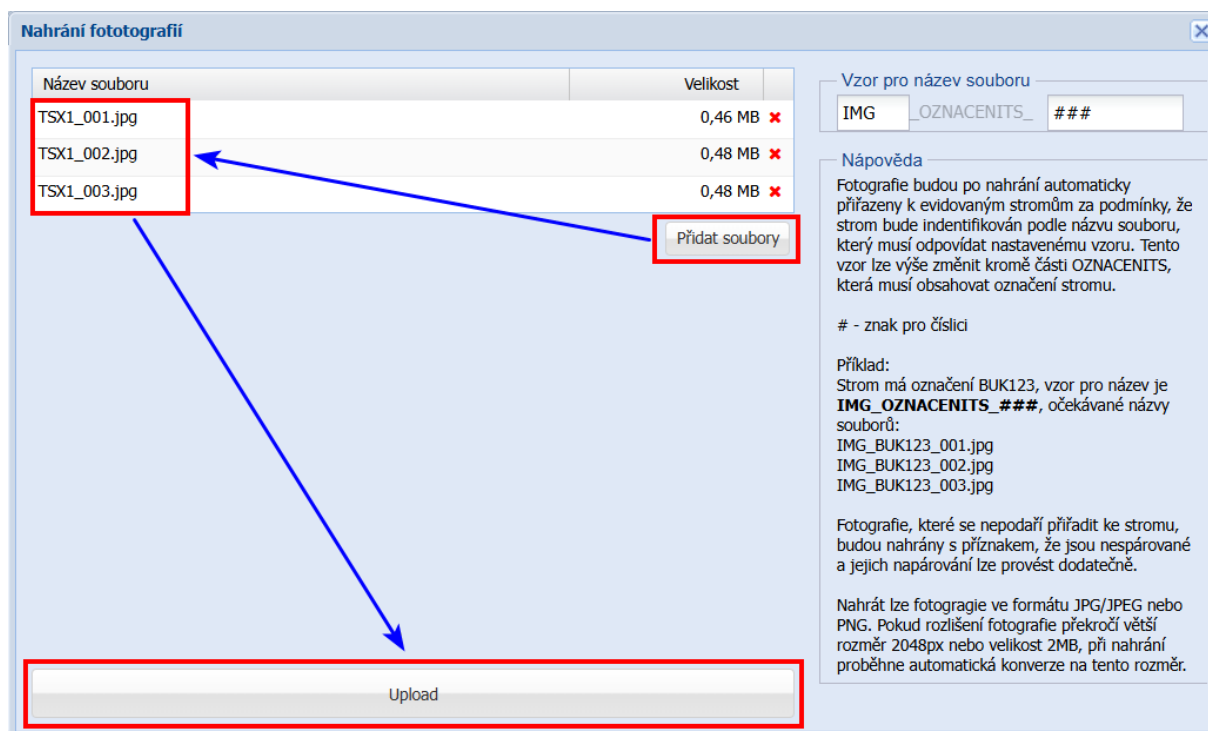 Nahrání fototografií
Název souboru Velikost
TSX1_001.jpg 0,46 MB
TSX1_002.jpg 0,48 MB
TSX1_003.jpg 0,48 MB
Přidat soubory
Upload
Vzor pro název souboru
IMG _OZNACENITS_ ###
Nápověda
Fotografie budou po nahrání automaticky
přiřazeny k evidovaným stromům za podmínky, že
strom bude indentifikován podle názvu souboru,
který musí odpovídat nastavenému vzoru. Tento
vzor lze výše změnit kromě části OZNACENITS,
která musí obsahovat označení stromu.
# - znak pro číslici
Příklad:
Strom má označení BUK123, vzor pro název je
IMG_OZNACENITS_###, očekávané názvy
souborů:
IMG_BUK123_001.jpg
IMG_BUK123_002.jpg
IMG_BUK123_003.jpg
Fotografie, které se nepodaří přiřadit ke stromu,
budou nahrány s příznakem, že jsou nespárované
a jejich napárování lze provést dodatečně.
Nahrát lze fotogragie ve formátu JPG/JPEG nebo
PNG. Pokud rozlišení fotografie překročí větší
rozměr 2048px nebo velikost 2MB, při nahrání
proběhne automatická konverze na tento rozměr.